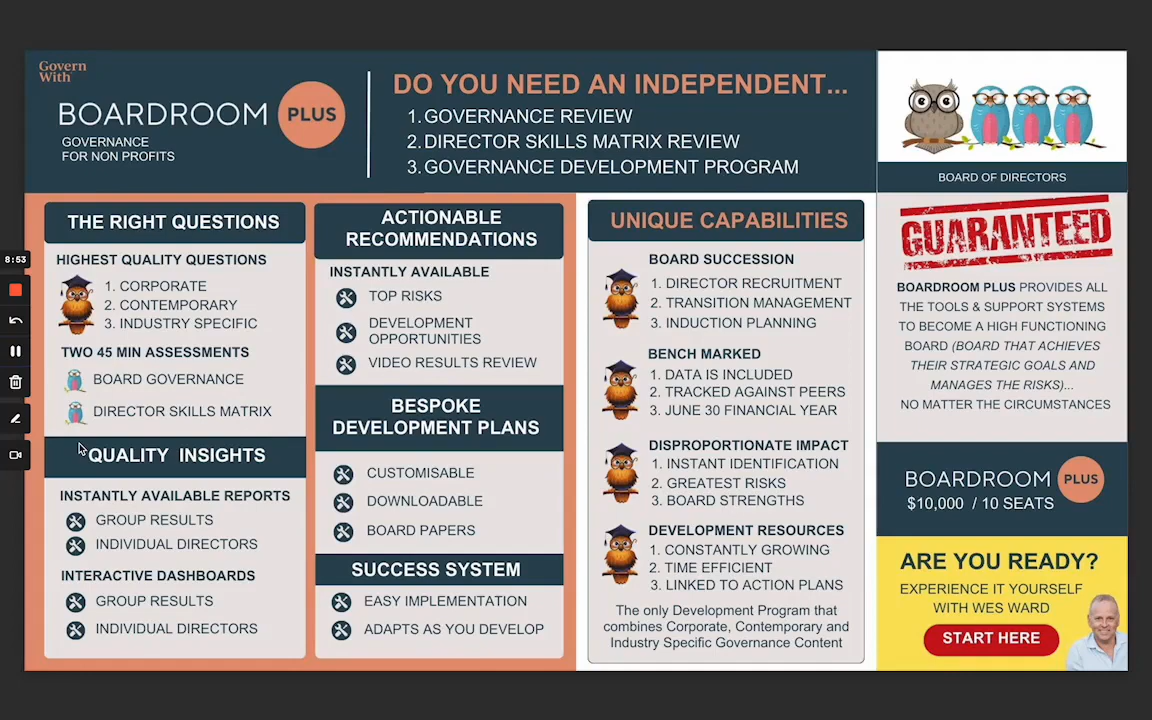 Govern
With
BOARDROOM PLUS
GOVERNANCE
FOR NON PROFITS
DO YOU NEED AN INDEPENDENT...
1. GOVERNANCE REVIEW
2. DIRECTOR SKILLS MATRIX REVIEW
3. GOVERNANCE DEVELOPMENT PROGRAM
BOARD OF DIRECTORS
8:53
THE RIGHT QUESTIONS
HIGHEST QUALITY QUESTIONS
1. CORPORATE
2. CONTEMPORARY
3. INDUSTRY SPECIFIC
TWO 45 MIN ASSESSMENTS
BOARD GOVERNANCE
DIRECTOR SKILLS MATRIX
QUALITY INSIGHTS
INSTANTLY AVAILABLE REPORTS
GROUP RESULTS
INDIVIDUAL DIRECTORS
INTERACTIVE DASHBOARDS
GROUP RESULTS
INDIVIDUAL DIRECTORS
ACTIONABLE
RECOMMENDATIONS
INSTANTLY AVAILABLE
TOP RISKS
DEVELOPMENT
OPPORTUNITIES
VIDEO RESULTS REVIEW
BESPOKE
DEVELOPMENT PLANS
CUSTOMISABLE
DOWNLOADABLE
BOARD PAPERS
SUCCESS SYSTEM
EASY IMPLEMENTATION
ADAPTS AS YOU DEVELOP
UNIQUE CAPABILITIES
BOARD SUCCESSION
1. DIRECTOR RECRUITMENT
2. TRANSITION MANAGEMENT
3. INDUCTION PLANNING
BENCH MARKED
1. DATA IS INCLUDED
2. TRACKED AGAINST PEERS
3. JUNE 30 FINANCIAL YEAR
DISPROPORTIONATE IMPACT
1. INSTANT IDENTIFICATION
2. GREATEST RISKS
3. BOARD STRENGTHS
DEVELOPMENT RESOURCES
1. CONSTANTLY GROWING
2. TIME EFFICIENT
3. LINKED TO ACTION PLANS
The only Development Program that
combines Corporate, Contemporary and
Industry Specific Governance Content
GUARANTEED
BOARDROOM PLUS PROVIDES ALL
THE TOOLS & SUPPORT SYSTEMS
TO BECOME A HIGH FUNCTIONING
BOARD (BOARD THAT ACHIEVES
THEIR STRATEGIC GOALS AND
MANAGES THE RISKS)...
NO MATTER THE CIRCUMSTANCES
BOARDROOM PLUS
$10,000 / 10 SEATS
ARE YOU READY?
EXPERIENCE IT YOURSELF
WITH WES WARD
START HERE